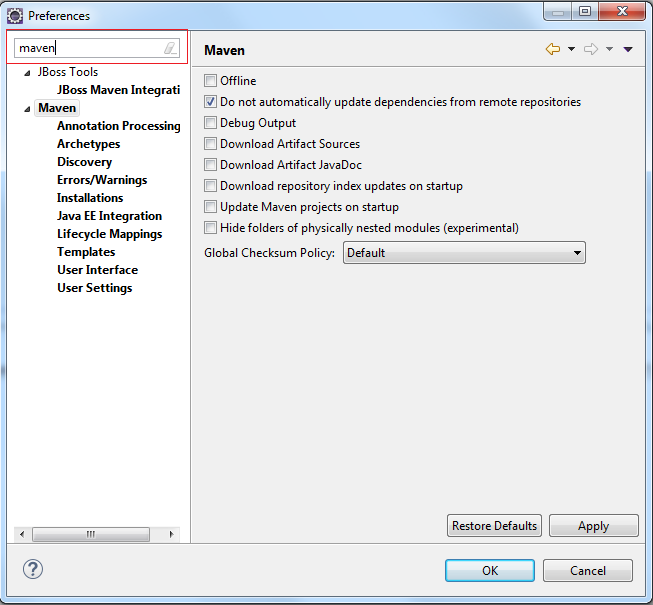 Preferences
maven
JBoss Tools
JBoss Maven Integrati
Maven
Annotation Processing
Archetypes
Discovery
Errors/Warnings
Installations
Java EE Integration
Lifecycle Mappings
Templates
User Interface
User Settings
Maven
Offline
Do not automatically update dependencies from remote repositories
Debug Output
Download Artifact Sources
Download Artifact JavaDoc
Download repository index updates on startup
Update Maven projects on startup
Hide folders of physically nested modules (experimental)
Global Checksum Policy: Default
Restore Defaults Apply
OK Cancel